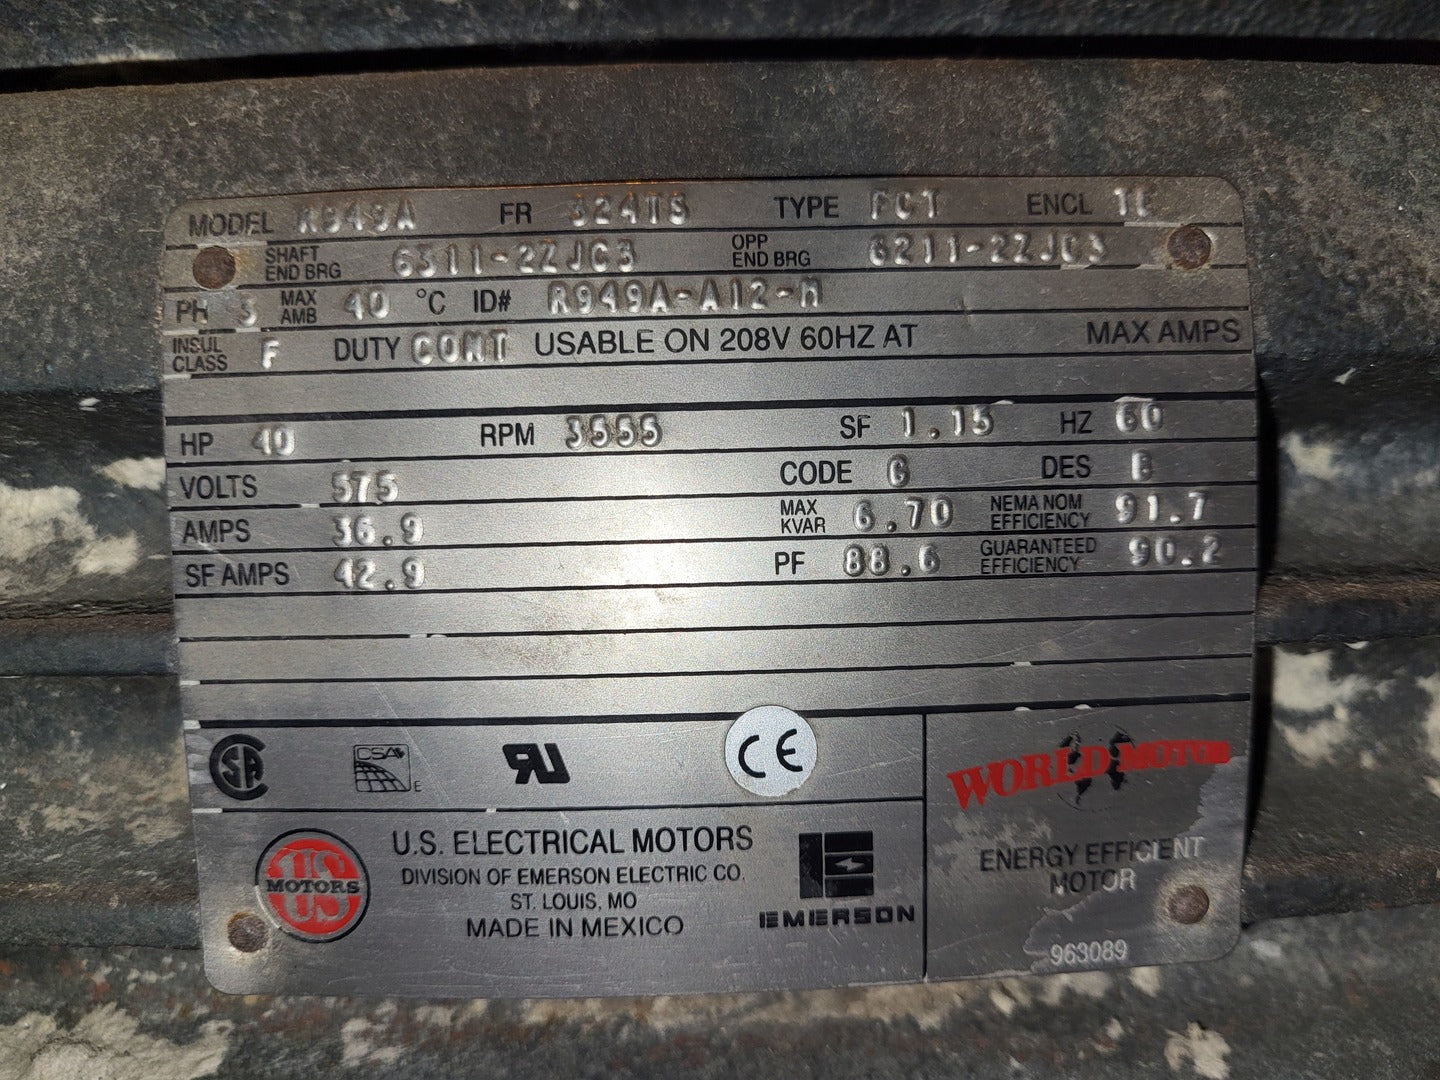 MODEL R949A FR 324TS TYPE FCT ENCL TE
SHAFT END BRG 6311-2ZJC3 OPP END BRG 6211-2ZJC3
PH 3 MAX AMB 40 °C ID# R949A-A12-M
INSUL CLASS F DUTY CONT USABLE ON 208V 60HZ AT MAX AMPS
HP 40 RPM 3555 SF 1.15 HZ 60
VOLTS 575 CODE G DES B
AMPS 36.9 MAX KVAR 6.70 NEMA NOM EFFICIENCY 91.7
SF AMPS 42.9 PF 88.6 GUARANTEED EFFICIENCY 90.2
SA
CSA
E
RU
CE
WORLD MOTOR
ENERGY EFFICIENT
MOTOR
963089
US
MOTORS
U.S. ELECTRICAL MOTORS
DIVISION OF EMERSON ELECTRIC CO.
ST. LOUIS, MO
MADE IN MEXICO
EMERSON